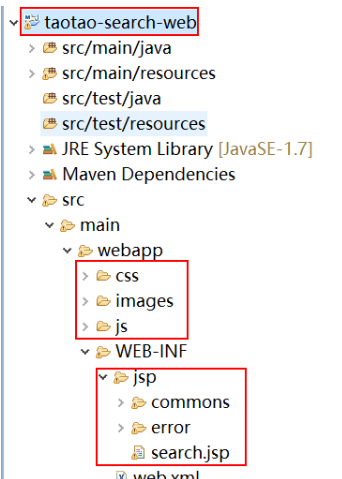 taotao-search-web
src/main/java
src/main/resources
src/test/java
src/test/resources
JRE System Library [JavaSE-1.7]
Maven Dependencies
src
main
webapp
css
images
js
WEB-INF
jsp
commons
error
search.jsp
web.xml